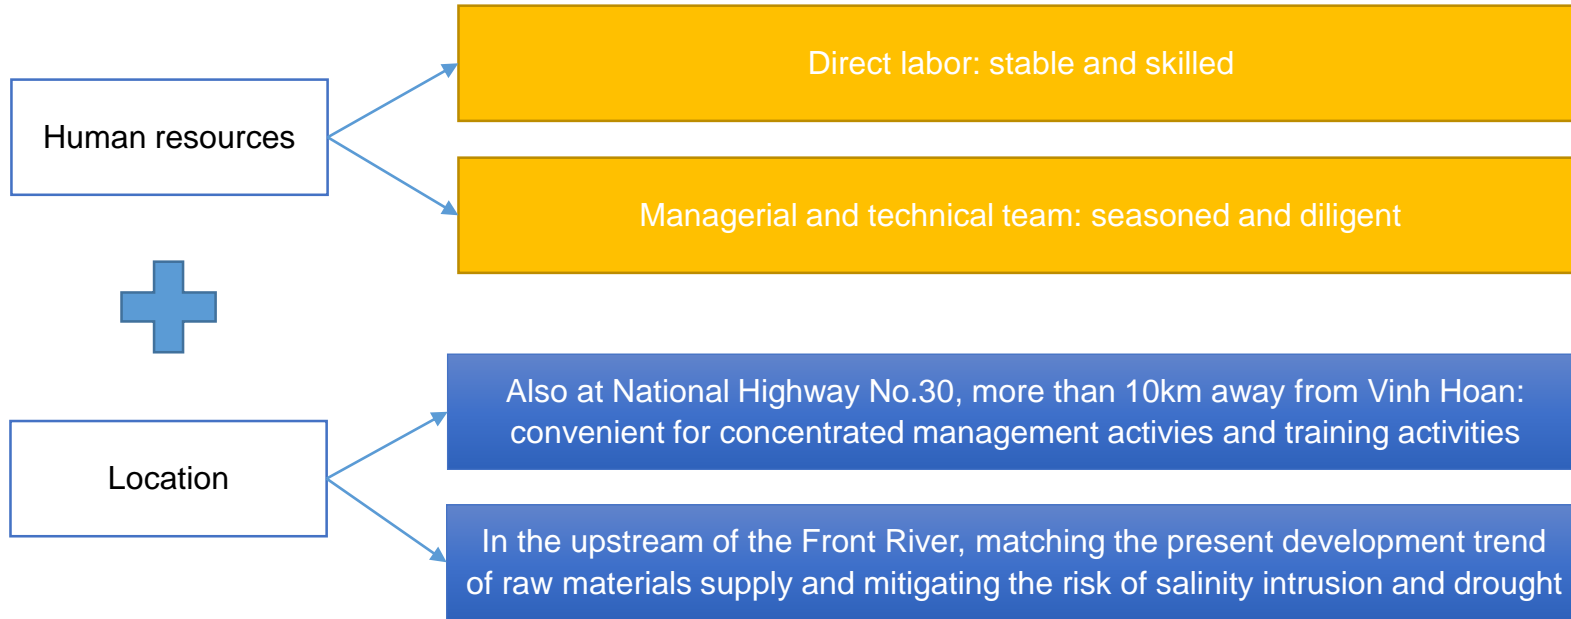 Direct labor: stable and skilled
Human resources
Managerial and technical team: seasoned and diligent
Also at National Highway No.30, more than 10km away from Vinh Hoan:
convenient for concentrated management activies and training activities
Location
In the upstream of the Front River, matching the present development trend
of raw materials supply and mitigating the risk of salinity intrusion and drought